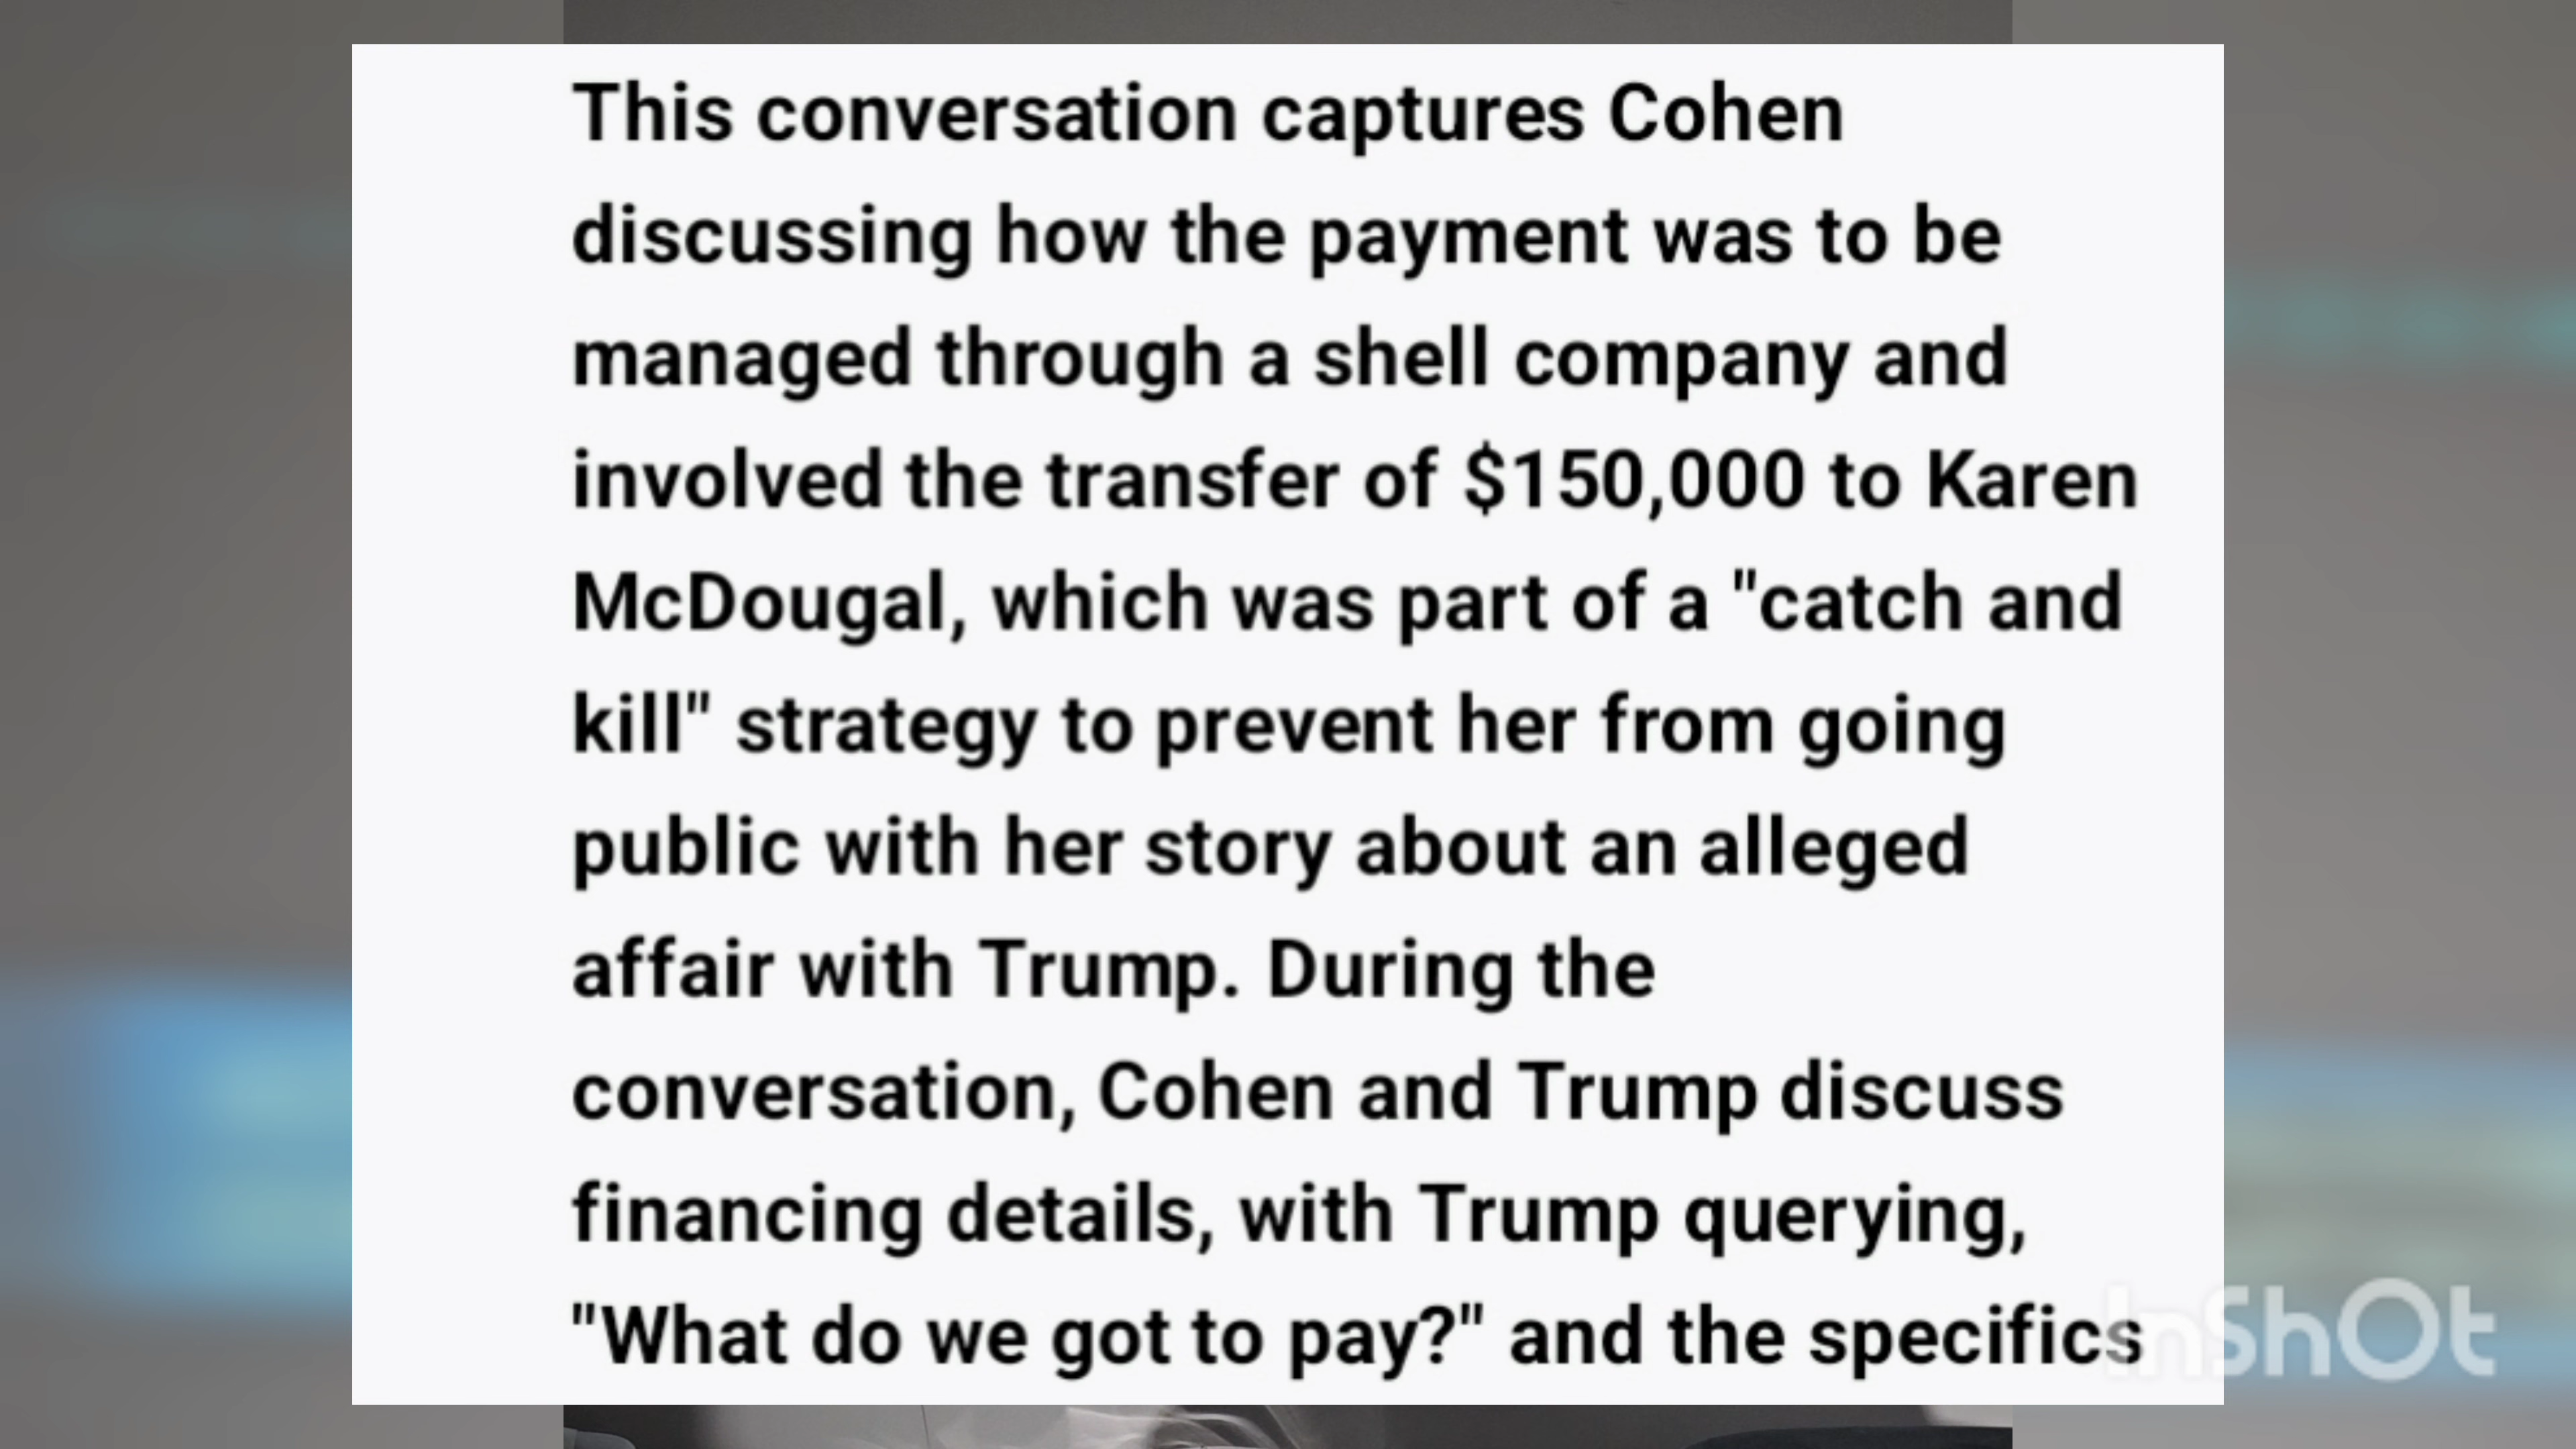 This conversation captures Cohen
discussing how the payment was to be
managed through a shell company and
involved the transfer of $150,000 to Karen
McDougal, which was part of a "catch and
kill" strategy to prevent her from going
public with her story about an alleged
affair with Trump. During the
conversation, Cohen and Trump discuss
financing details, with Trump querying,
"What do we got to pay?" and the specifics
InShOt